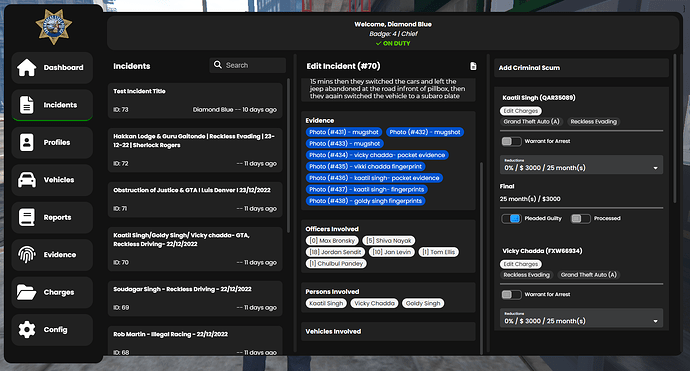 Welcome, Diamond Blue
Badge: 4 | Chief
ON DUTY
Dashboard
Incidents
Profiles
Vehicles
Reports
Evidence
Charges
Config
Incidents
Search
Test Incident Title
ID: 73
Diamond Blue -- 10 days ago
Hakkan Lodge & Guru Gaitonde | Reckless Evading | 23-
12-22 | Sherlock Rogers
ID: 72
-- 11 days ago
Obstruction of Justice & GTA I Luis Denver I 23/12/2022
ID: 71
-- 11 days ago
Kaatil Singh/Goldy Singh/ Vicky chadda- GTA,
Reckless Driving- 22/12/2022
ID: 70
-- 11 days ago
Soudagar Singh - Reckless Driving - 22/12/2022
ID: 69
-- 11 days ago
Rob Martin - Illegal Racing - 22/12/2022
ID: 68
-- 11 days ago
Edit Incident (#70)
15 mins then they switched the cars and left the
jeep abandoned at the road infront of pillbox, then
they again switched the vehicle to a subaro plate
Evidence
Photo (#431) - mugshot
Photo (#432) - mugshot
Photo (#433) - mugshot
Photo (#434) - vicky chadda- pocket evidence
Photo (#435) - vikki chadda fingerprint
Photo (#436) - kaatil singh-pocket evidence
Photo (#437) - kaatil singh- fingerprints
Photo (#438) - goldy singh fingerprints
Officers Involved
[0] Max Bronsky
[5] Shiva Nayak
[18] Jordan Sendit
[10] Jan Levin
[1] Tom Ellis
[1] Chulbul Pandey
Persons Involved
Kaatil Singh
Vicky Chadda
Goldy Singh
Vehicles Involved
Add Criminal Scum
Kaatil Singh (QAR35089)
Edit Charges
Grand Theft Auto (A)
Reckless Evading
Warrant for Arrest
Reductions
0% / $ 3000 / 25 month(s)
Final
25 month(s) / $3000
Pleaded Guilty
Processed
Vicky Chadda (FXW66934)
Edit Charges
Reckless Evading
Grand Theft Auto (A)
Warrant for Arrest
Reductions
0% / $ 3000 / 25 month(s)